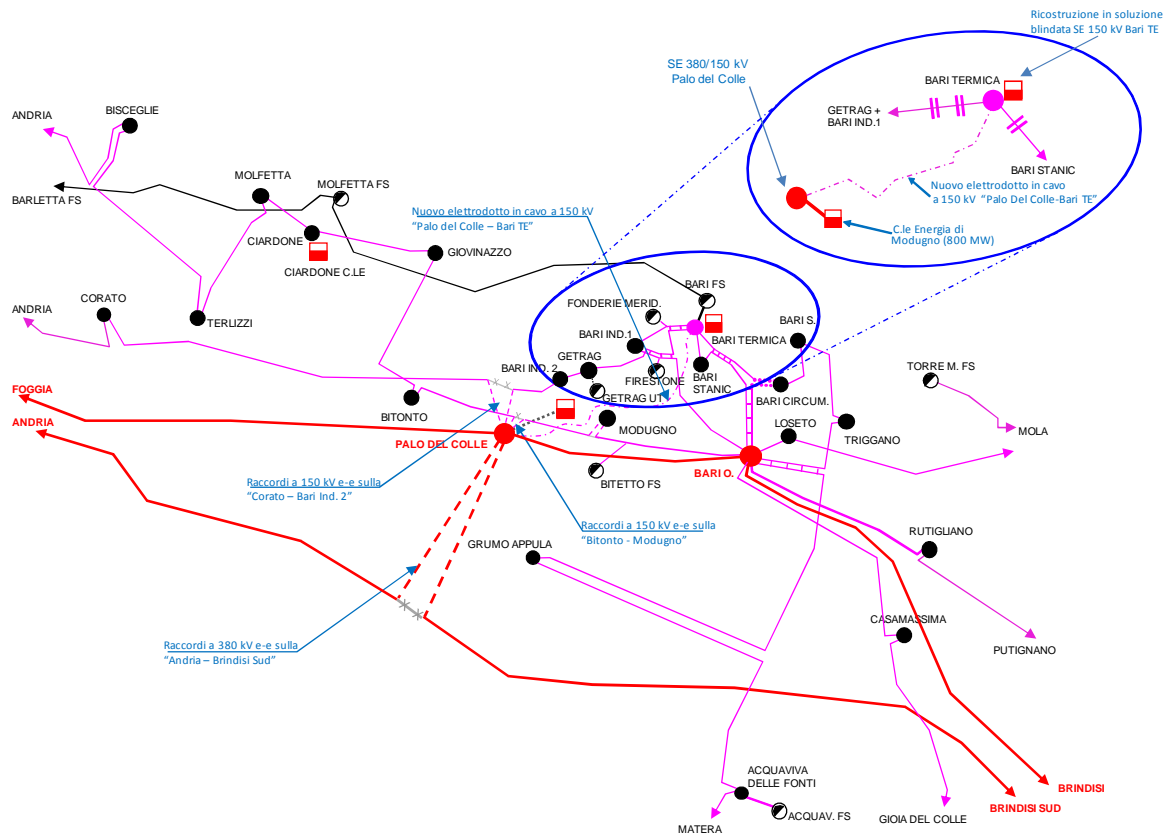 Ricostruzione in soluzione
blindata SE 150 kV Bari TE
SE 380/150 kV
Palo del Colle
BARI TERMICA
GETRAG +
BARI IND.1
BARI STANIC
Nuovo elettrodotto in cavo
a 150 kV "Palo Del Colle-Bari TE"
C.le Energia di
Modugno (800 MW)
ANDRIA
BISCEGLIE
MOLFETTA
MOLFETTA FS
BARLETTA FS
Nuovo elettrodotto in cavo a 150 kV
"Palo del Colle – Bari TE"
CIARDONE
CIARDONE C.LE
GIOVINAZZO
BARI FS
FONDERIE MERID.
CORATO
ANDRIA
TERLIZZI
BARI S.
BARI IND.1
BARI TERMICA
GETRAG
BARI IND. 2
FIRESTONE
BARI
STANIC
TORRE M. FS
FOGGIA
BITONTO
GETRAG UT
BARI CIRCUM.
ANDRIA
MODUGNO
LOSETO
TRIGGANO
MOLA
PALO DEL COLLE
BARI O.
BITETTO FS
Raccordi a 150 kV e-e sulla
"Corato – Bari Ind. 2"
Raccordi a 150 kV e-e sulla
"Bitonto - Modugno"
RUTIGLIANO
GRUMO APPULA
CASAMASSIMA
Raccordi a 380 kV e-e sulla
"Andria – Brindisi Sud"
PUTIGNANO
ACQUAVIVA
DELLE FONTI
BRINDISI
BRINDISI SUD
MATERA
ACQUAV. FS
GIOIA DEL COLLE